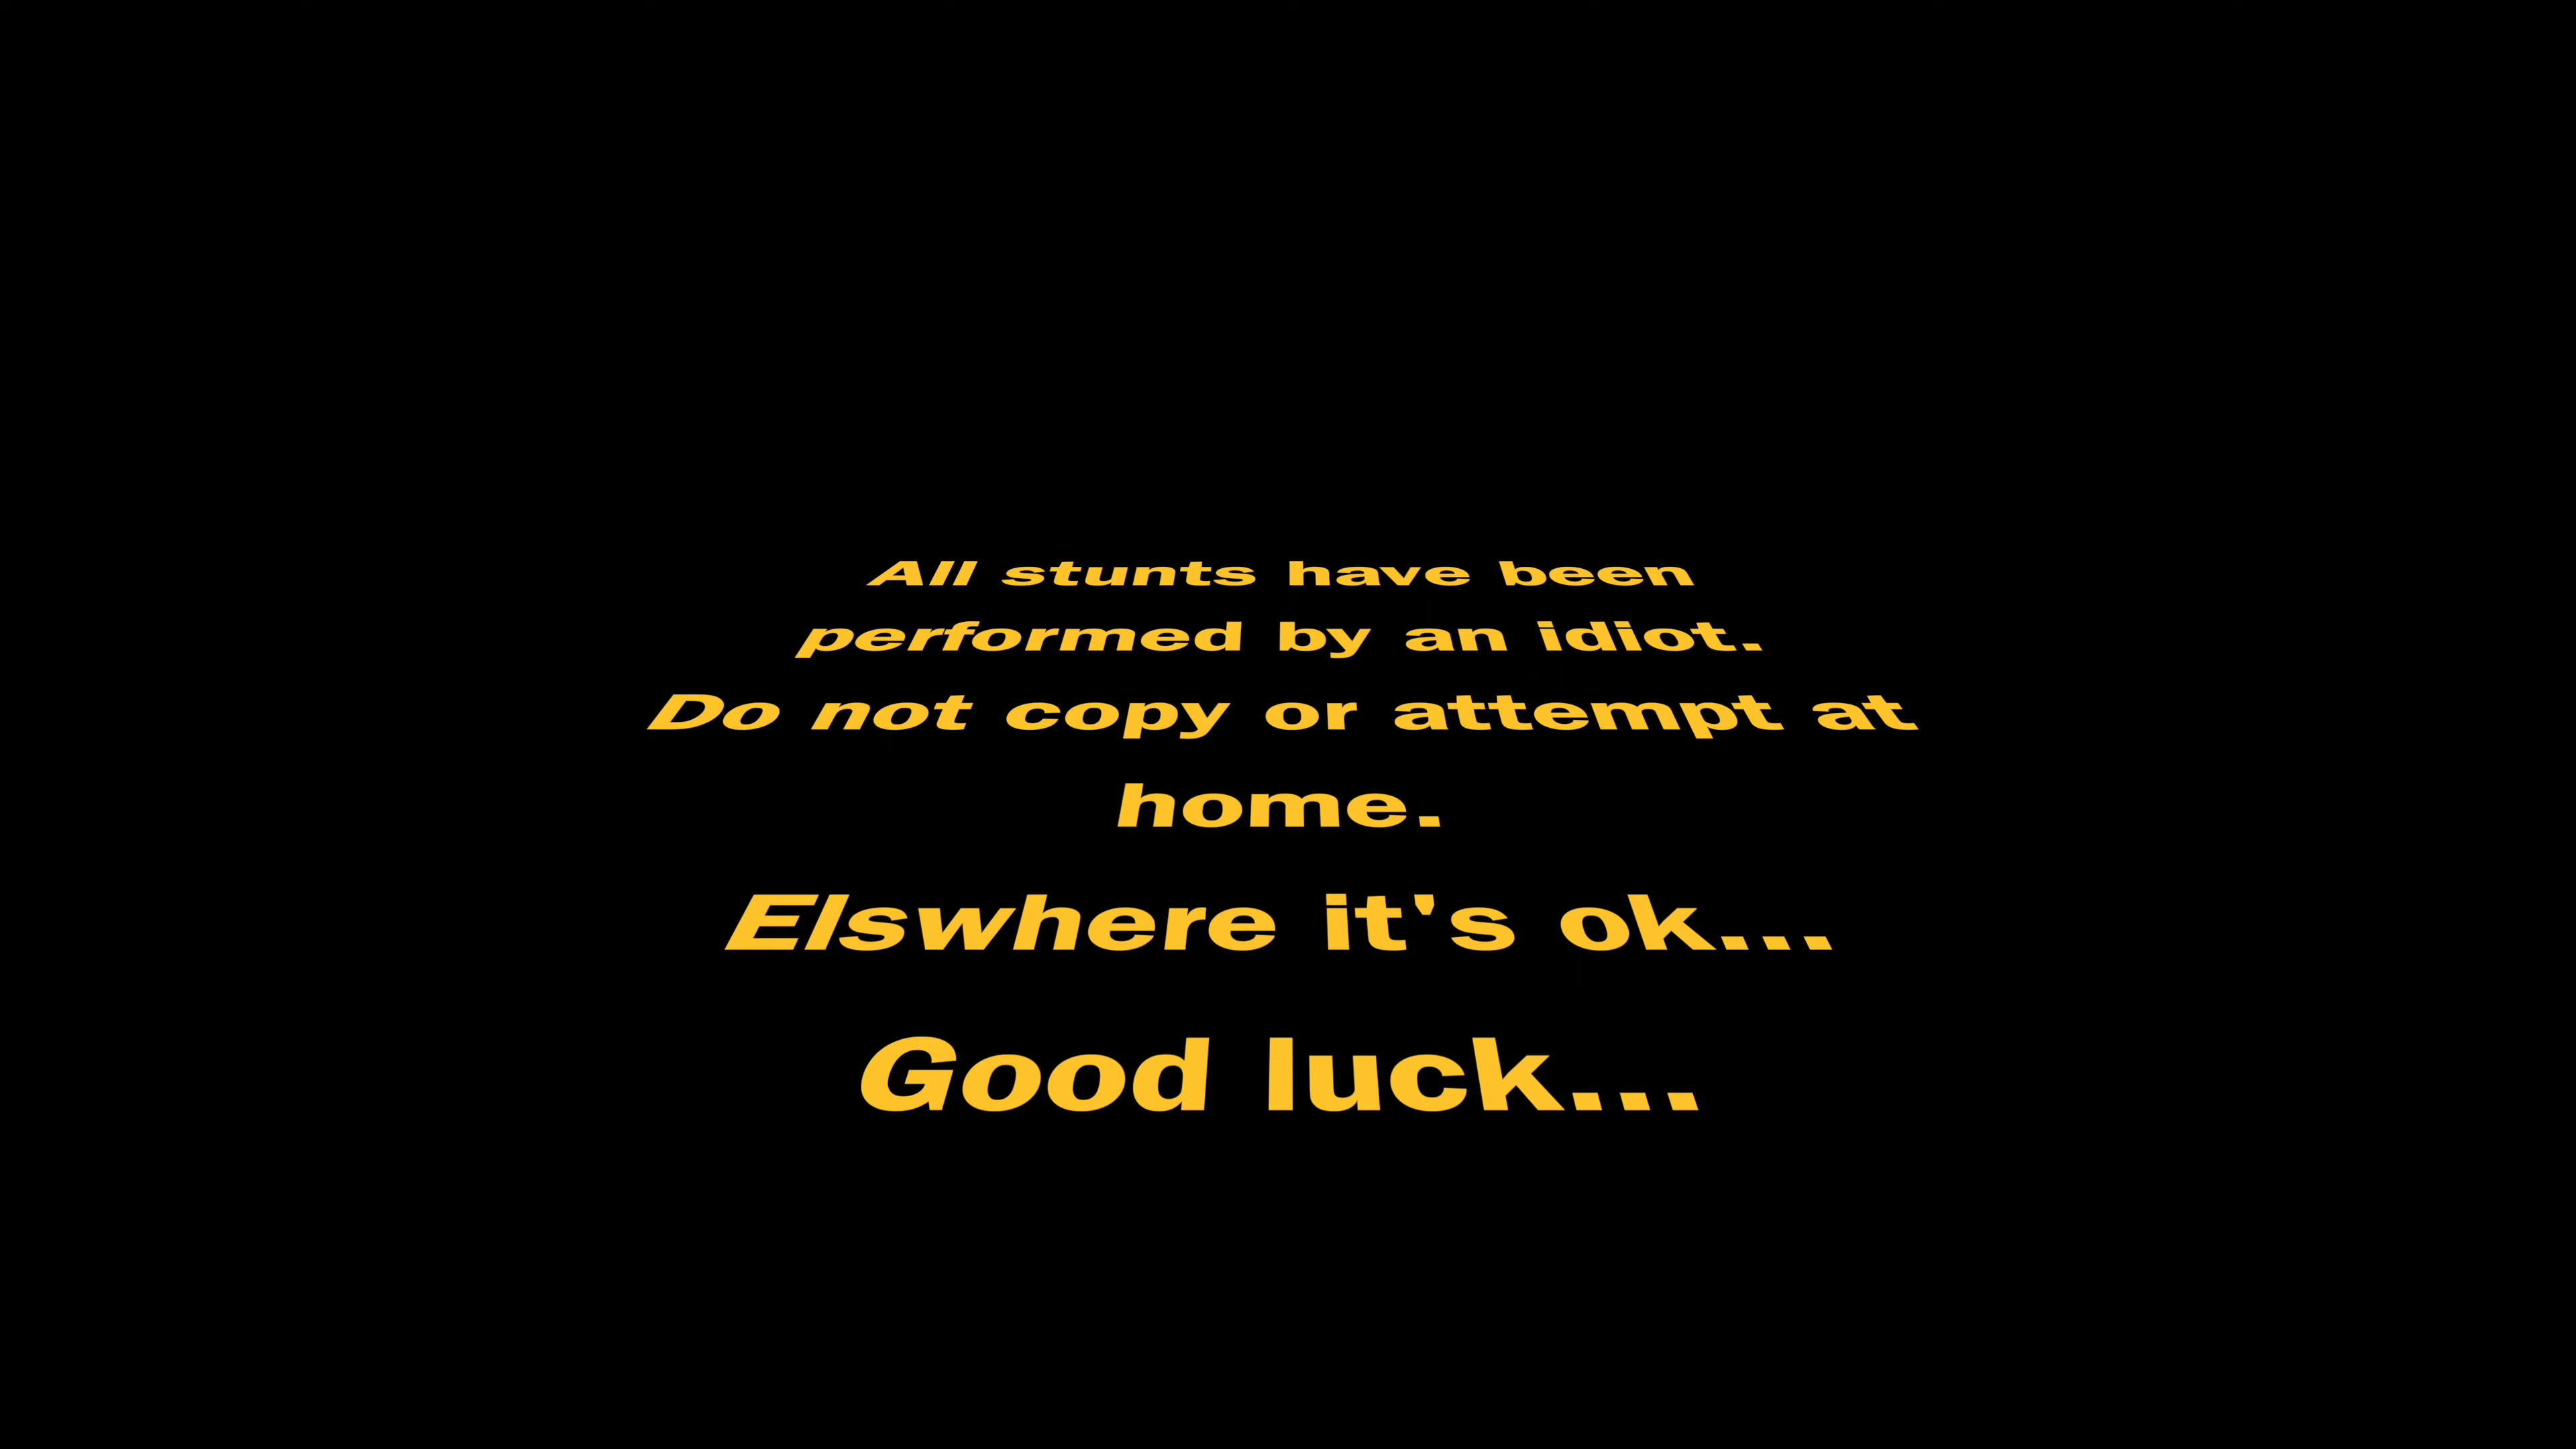 All stunts have been
performed by an idiot.
Do not copy or attempt at
home.
Elswhere it's ok...
Good luck...